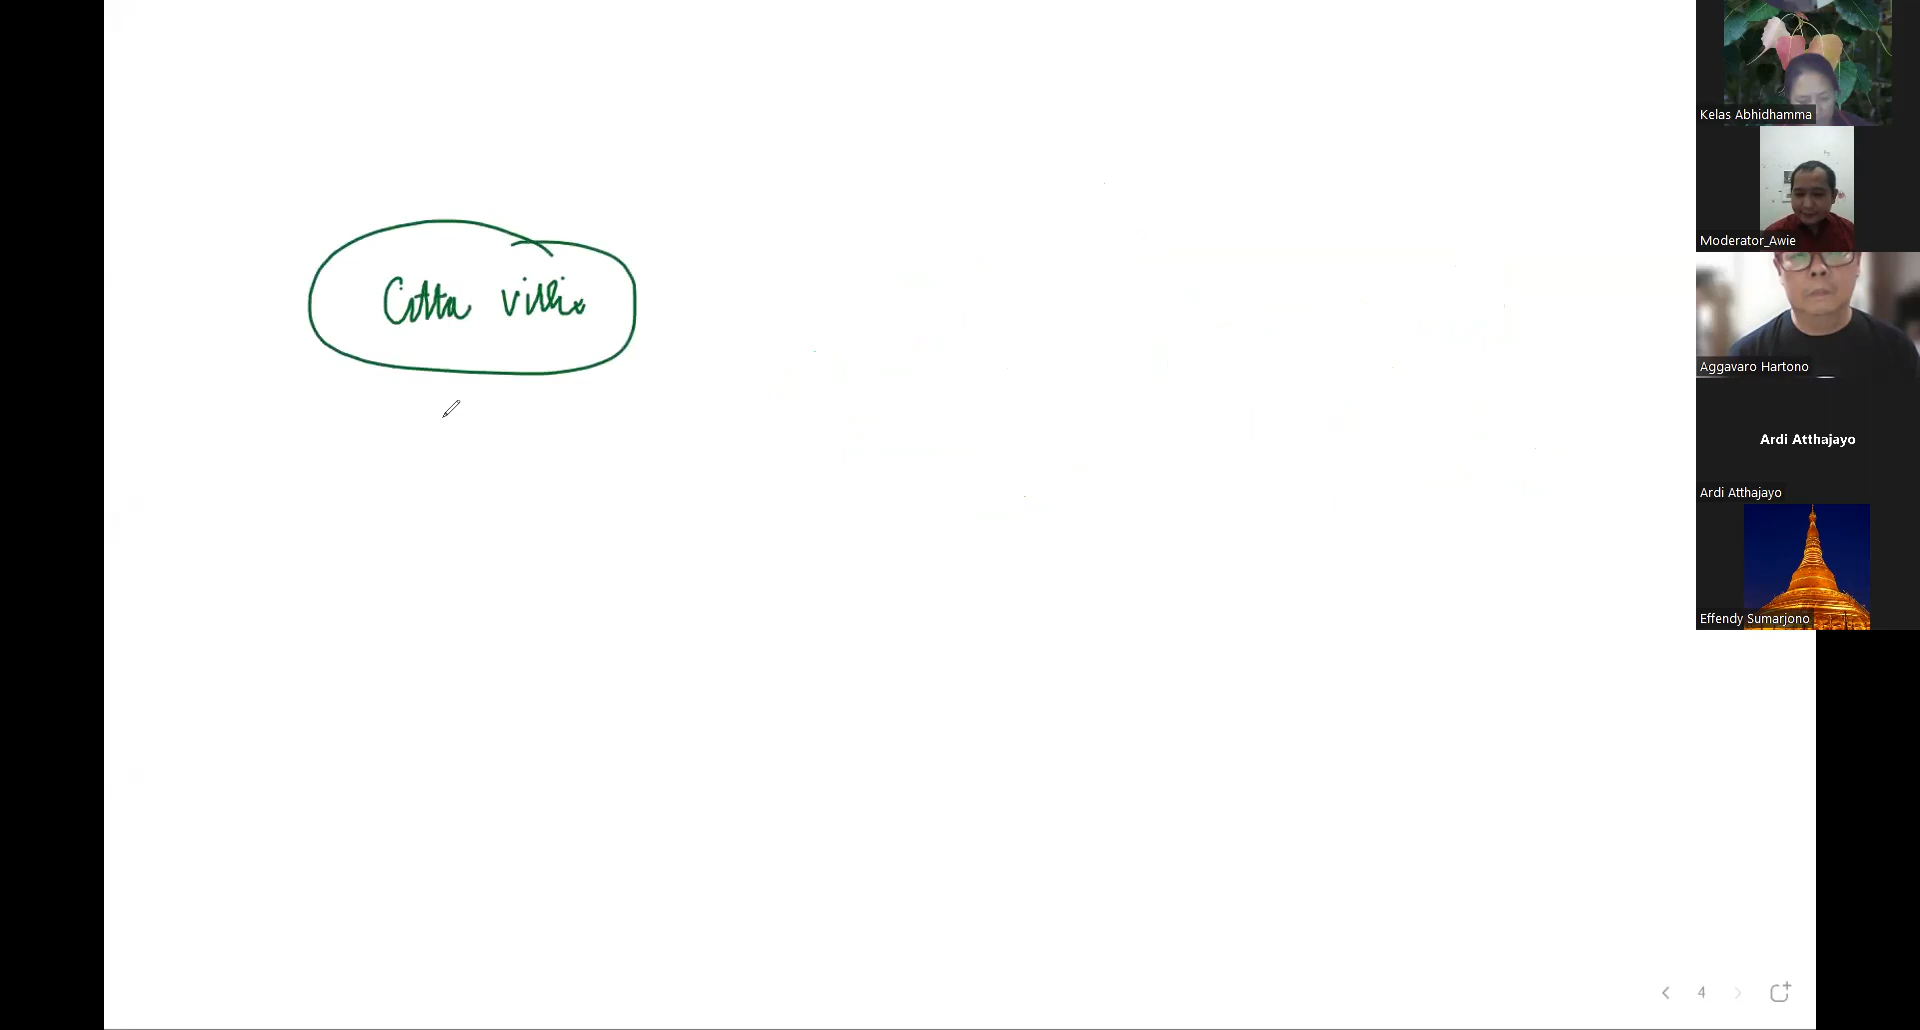 Citta vithi
Kelas Abhidhamma
Moderator_Awie
Aggavaro Hartono
Ardi Atthajayo
Ardi Atthajayo
Effendy Sumarjono
4